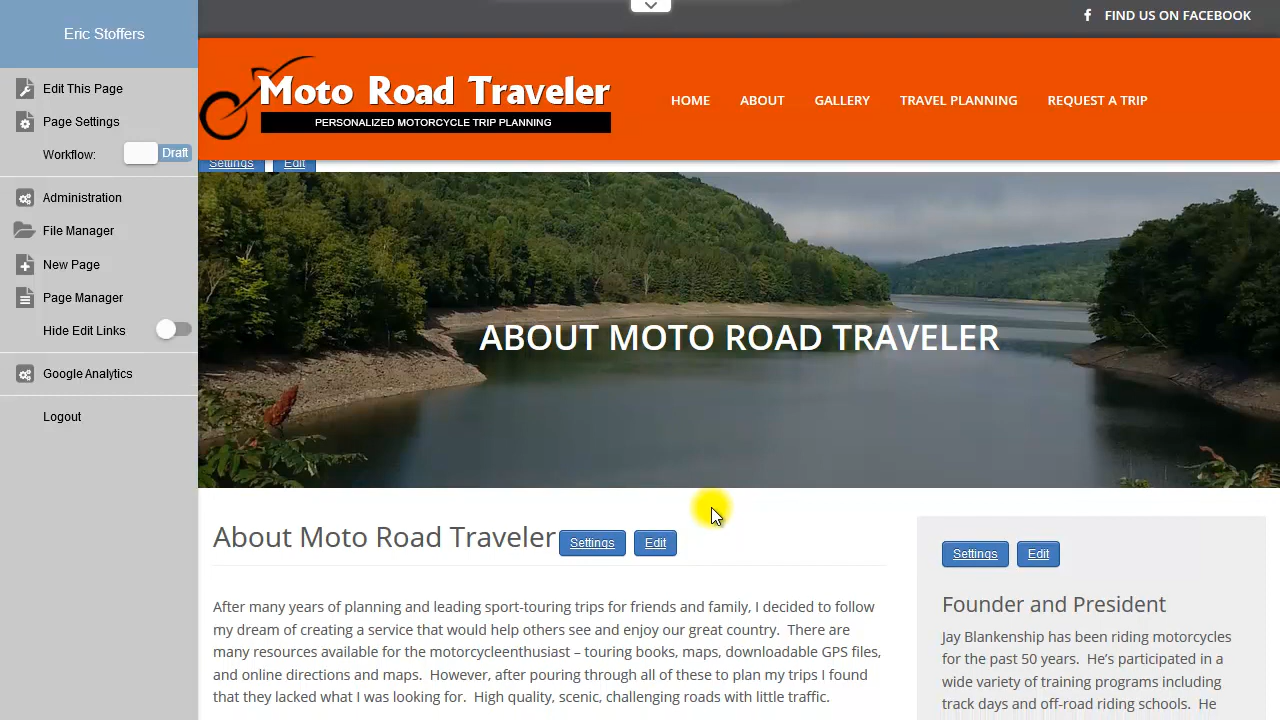 Eric Stoffers
Edit This Page
Page Settings
Workflow: Draft
Administration
File Manager
New Page
Page Manager
Hide Edit Links
Google Analytics
Logout
FIND US ON FACEBOOK
Moto Road Traveler
PERSONALIZED MOTORCYCLE TRIP PLANNING
HOME ABOUT GALLERY TRAVEL PLANNING REQUEST A TRIP
Settings Edit
ABOUT MOTO ROAD TRAVELER
About Moto Road Traveler Settings Edit
After many years of planning and leading sport-touring trips for friends and family, I decided to follow
my dream of creating a service that would help others see and enjoy our great country. There are
many resources available for the motorcycleenthusiast – touring books, maps, downloadable GPS files,
and online directions and maps. However, after pouring through all of these to plan my trips I found
that they lacked what I was looking for. High quality, scenic, challenging roads with little traffic.
Settings Edit
Founder and President
Jay Blankenship has been riding motorcycles
for the past 50 years. He's participated in a
wide variety of training programs including
track days and off-road riding schools. He